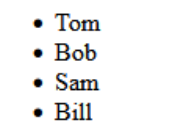 • Tom
• Bob
• Sam
• Bill